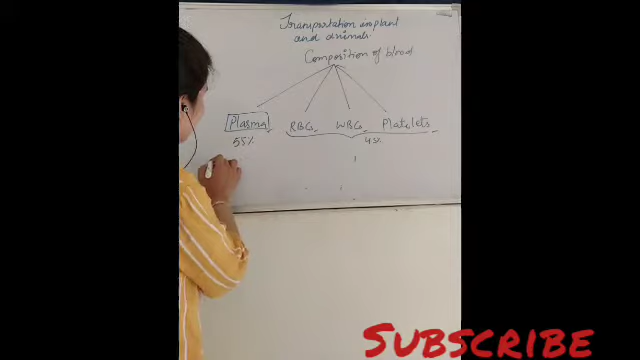 Transportation in plant
and animals
Composition of blood
Plasma RBCs WBCs Platelets
55% 45%
SUBSCRIBE